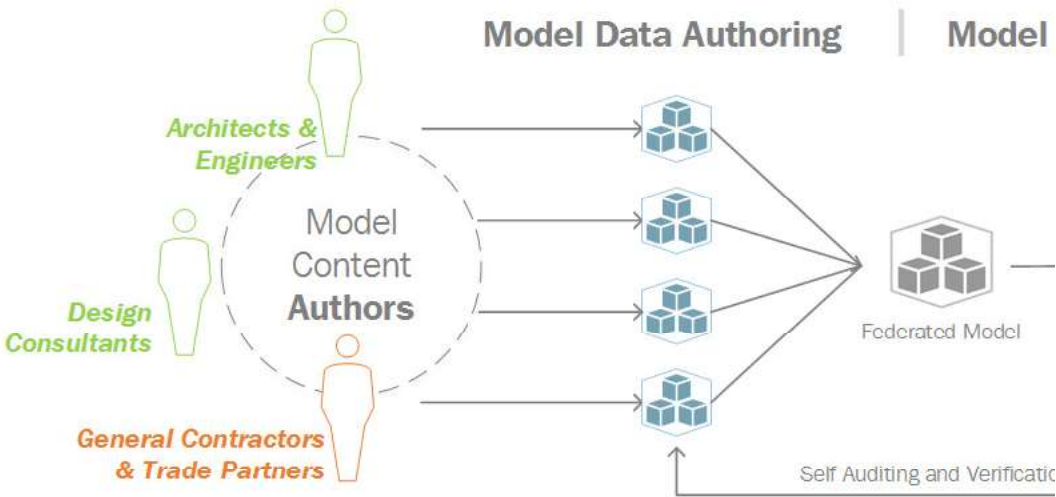 Model Data Authoring
Model
Architects &
Engineers
Model
Content
Authors
Design
Consultants
Federated Model
General Contractors
& Trade Partners
Self Auditing and Verificatio